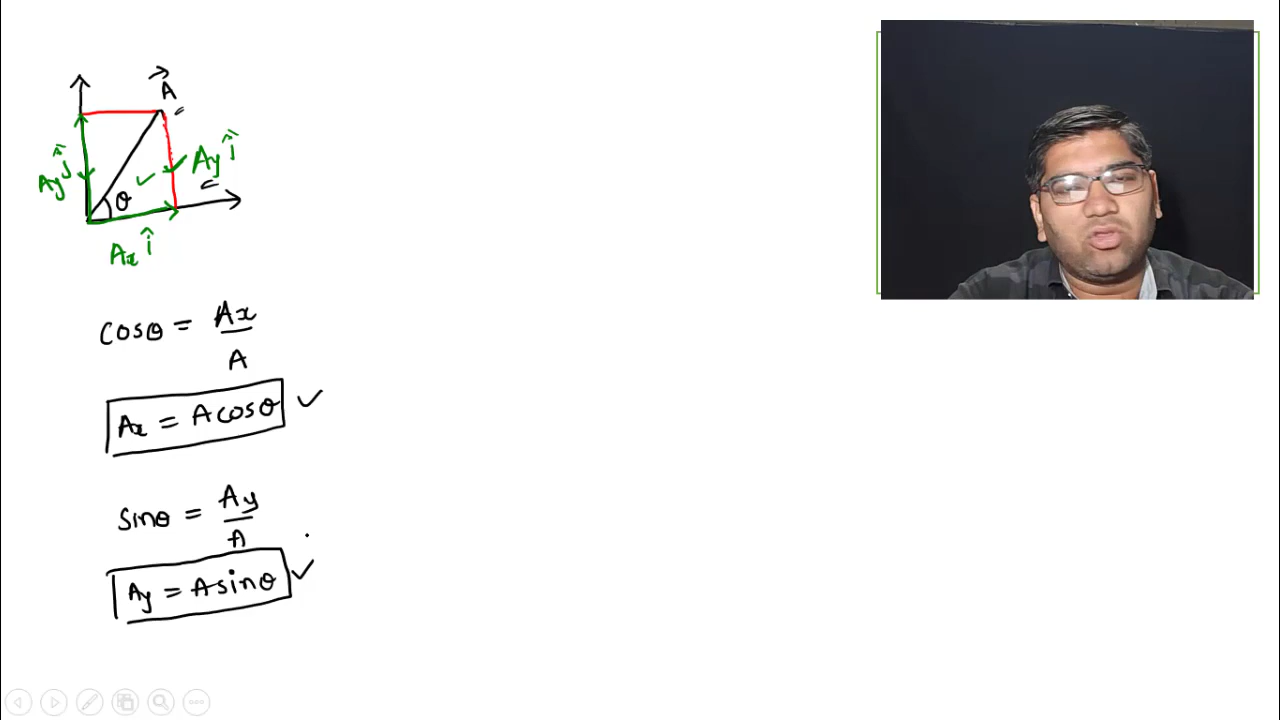 A⃗
Ay ĵ
Ay ĵ
θ
Ax î
cosθ = Ax/A
Ax = A cosθ ✓
sinθ = Ay/A
Ay = A sinθ ✓